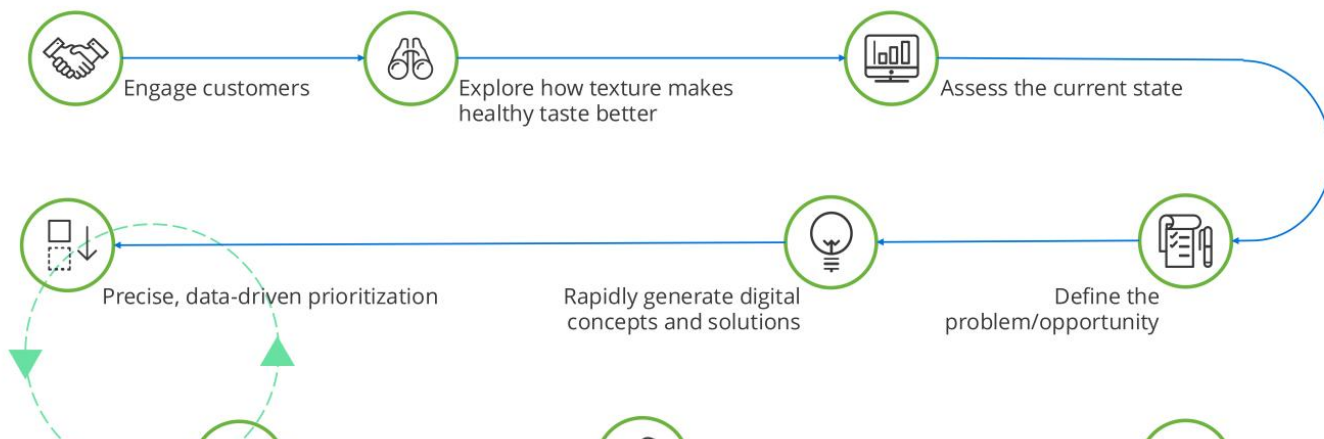 Engage customers
Explore how texture makes
healthy taste better
Assess the current state
Precise, data-driven prioritization
Rapidly generate digital
concepts and solutions
Define the
problem/opportunity